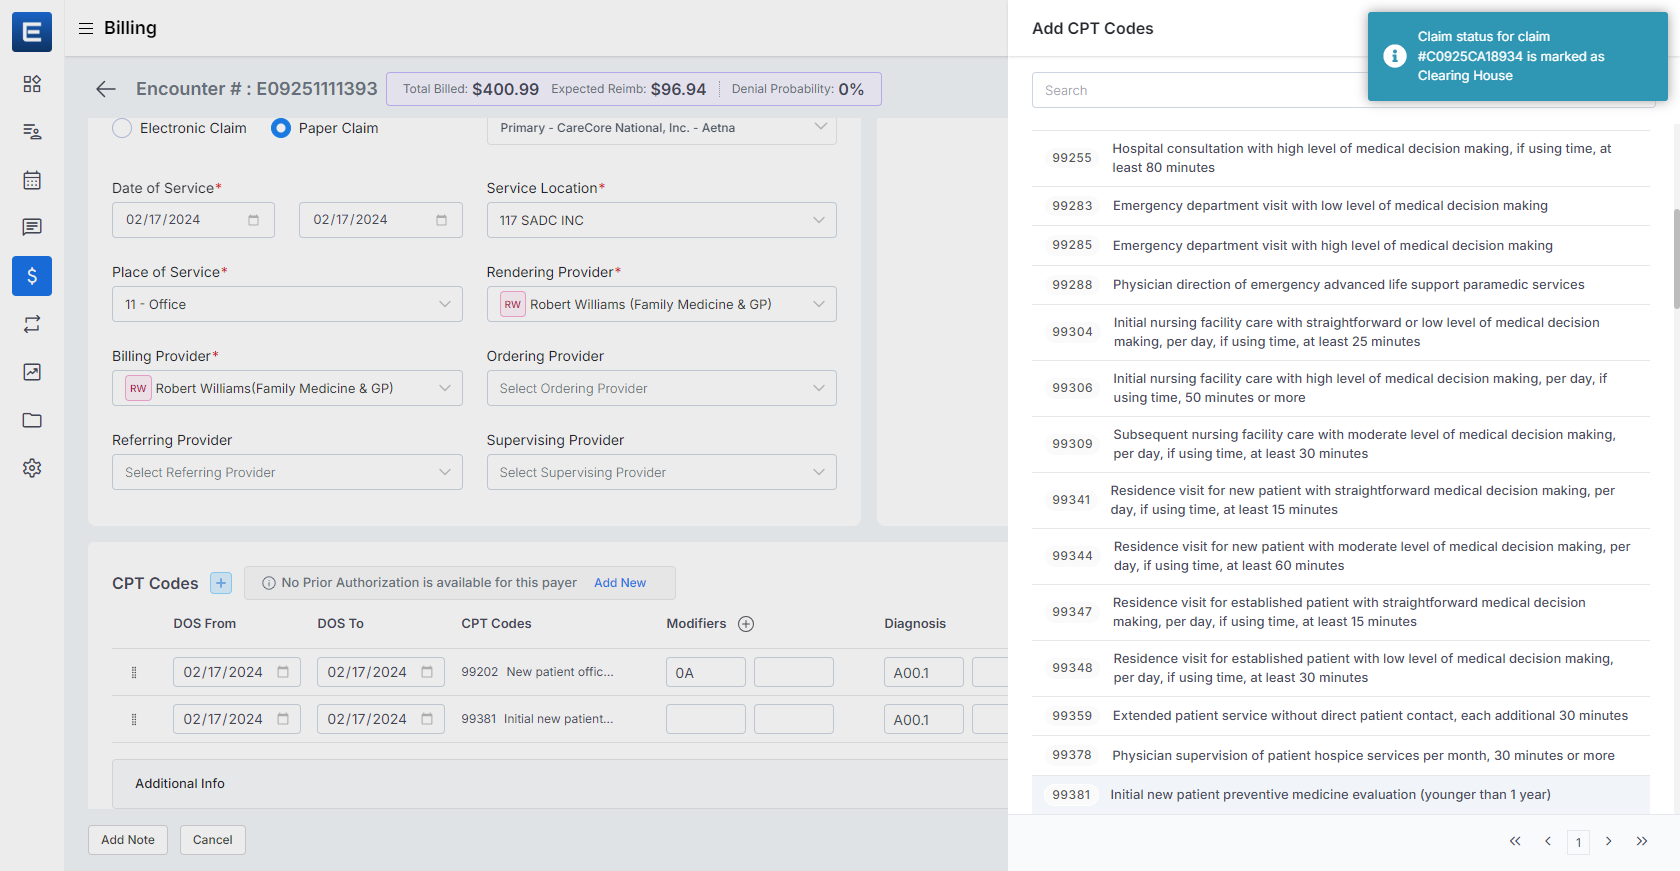 E
Billing
Encounter # : E09251111393
Total Billed: $400.99 Expected Reimb: $96.94 Denial Probability: 0%
Electronic Claim
Paper Claim
Primary - CareCore National, Inc. - Aetna
Date of Service*
Service Location*
02/17/2024
02/17/2024
117 SADC INC
Place of Service*
Rendering Provider*
11 - Office
RW Robert Williams (Family Medicine & GP)
Billing Provider*
Ordering Provider
RW Robert Williams(Family Medicine & GP)
Select Ordering Provider
Referring Provider
Supervising Provider
Select Referring Provider
Select Supervising Provider
CPT Codes
No Prior Authorization is available for this payer Add New
DOS From DOS To CPT Codes Modifiers Diagnosis
02/17/2024 02/17/2024 99202 New patient offic... 0A A00.1
02/17/2024 02/17/2024 99381 Initial new patient... A00.1
Additional Info
Add Note
Cancel
Add CPT Codes
Claim status for claim
#C0925CA18934 is marked as
Clearing House
Search
99255 Hospital consultation with high level of medical decision making, if using time, at
least 80 minutes
99283 Emergency department visit with low level of medical decision making
99285 Emergency department visit with high level of medical decision making
99288 Physician direction of emergency advanced life support paramedic services
99304 Initial nursing facility care with straightforward or low level of medical decision
making, per day, if using time, at least 25 minutes
99306 Initial nursing facility care with high level of medical decision making, per day, if
using time, 50 minutes or more
99309 Subsequent nursing facility care with moderate level of medical decision making,
per day, if using time, at least 30 minutes
99341 Residence visit for new patient with straightforward medical decision making, per
day, if using time, at least 15 minutes
99344 Residence visit for new patient with moderate level of medical decision making, per
day, if using time, at least 60 minutes
99347 Residence visit for established patient with straightforward medical decision
making, per day, if using time, at least 15 minutes
99348 Residence visit for established patient with low level of medical decision making,
per day, if using time, at least 30 minutes
99359 Extended patient service without direct patient contact, each additional 30 minutes
99378 Physician supervision of patient hospice services per month, 30 minutes or more
99381 Initial new patient preventive medicine evaluation (younger than 1 year)
1